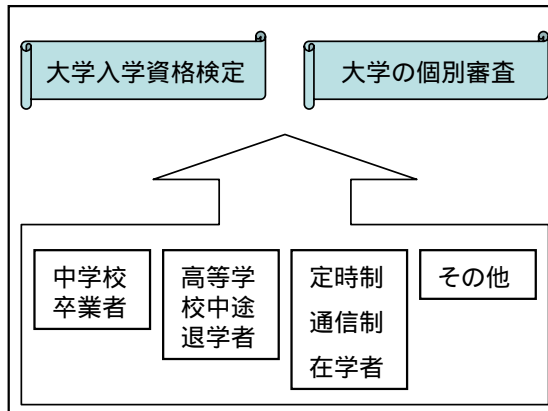 大学入学資格検定
大学の個別審査
中学校
卒業者
高等学
校中途
退学者
定時制
通信制
在学者
その他